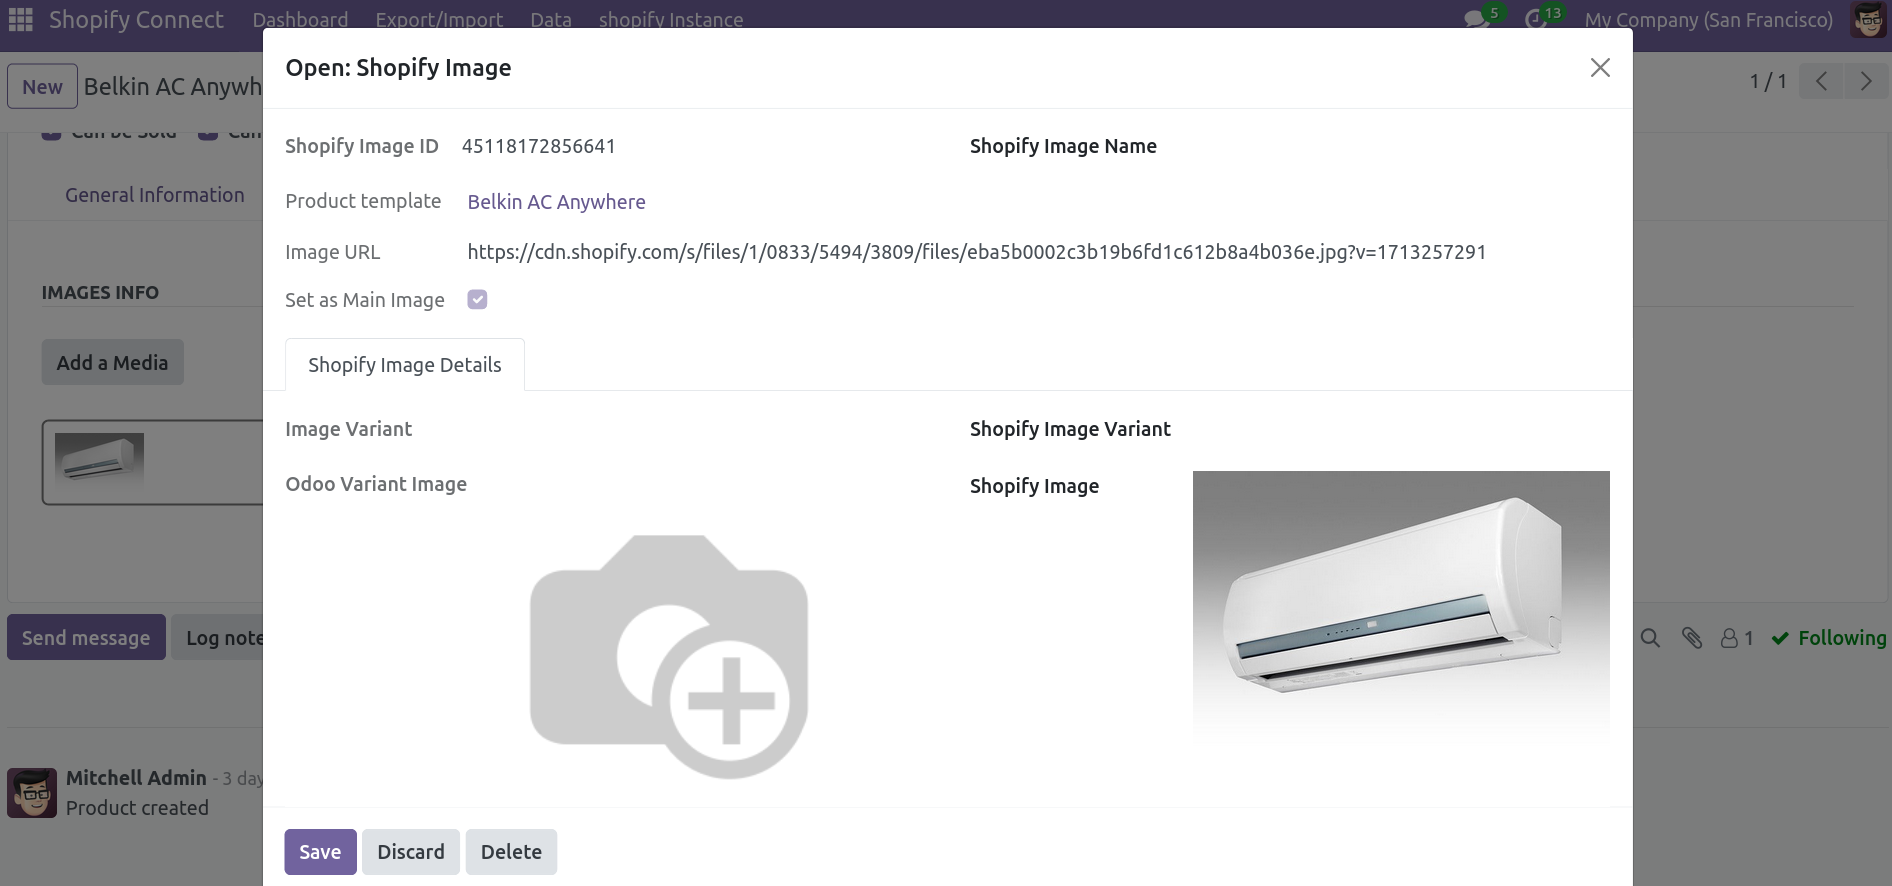 Shopify Connect Dashboard Export/Import Data shopify Instance 5 13 My Company (San Francisco)
Open: Shopify Image
New Belkin AC Anywh 1 / 1
Can be Sold Can
Shopify Image ID 45118172856641 Shopify Image Name
General Information
Product template Belkin AC Anywhere
Image URL https://cdn.shopify.com/s/files/1/0833/5494/3809/files/eba5b0002c3b19b6fd1c612b8a4b036e.jpg?v=1713257291
IMAGES INFO
Set as Main Image
Add a Media
Shopify Image Details
Image Variant Shopify Image Variant
Odoo Variant Image Shopify Image
Send message Log note 1 Following
Mitchell Admin - 3 day
Product created
Save Discard Delete